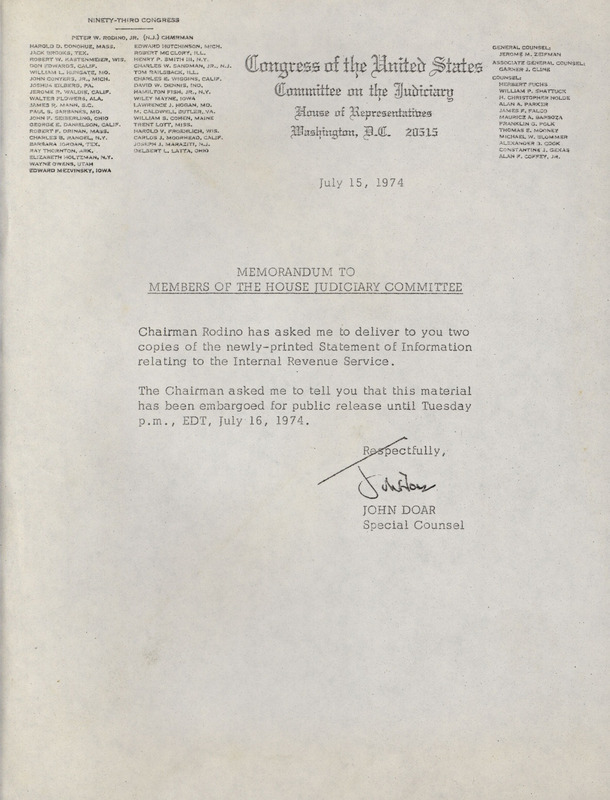 NINETY-THIRD CONGRESS
PETER W. RODINO, JR. (N.J.) CHAIRMAN
HAROLD D. DONOHUE, MASS.
JACK BROOKS, TEX.
ROBERT W. KASTENMEIER, WIS.
DON EDWARDS, CALIF.
WILLIAM L. HUNGATE, MO.
JOHN CONYERS, JR., MICH.
JOSHUA EILBERG, PA.
JEROME R. WALDIE, CALIF.
WALTER FLOWERS, ALA.
JAMES R. MANN, S.C.
PAUL S. SARBANES, MD.
JOHN F. SEIBERLING, OHIO
GEORGE E. DANIELSON, CALIF.
ROBERT F. DRINAN, MASS.
CHARLES B. RANGEL, N.Y.
BARBARA JORDAN, TEX.
RAY THORNTON, ARK.
ELIZABETH HOLTZMAN, N.Y.
WAYNE OWENS, UTAH
EDWARD MEZVINSKY, IOWA
EDWARD HUTCHINSON, MICH.
ROBERT MC CLORY, ILL.
HENRY P. SMITH III, N.Y.
CHARLES W. SANDMAN, JR., N.J.
TOM RAILSBACK, ILL.
CHARLES E. WIGGINS, CALIF.
DAVID W. DENNIS, IND.
HAMILTON FISH, JR., N.Y.
WILEY MAYNE, IOWA
LAWRENCE J. HOGAN, MD.
M. CALDWELL BUTLER, VA.
WILLIAM S. COHEN, MAINE
TRENT LOTT, MISS.
HAROLD V. FROEHLICH, WIS.
CARLOS J. MOORHEAD, CALIF.
JOSEPH J. MARAZITI, N.J.
DELBERT L. LATTA, OHIO
Congress of the United States
Committee on the Judiciary
House of Representatives
Washington, D.C. 20515
GENERAL COUNSEL:
JEROME M. ZEIFMAN
ASSOCIATE GENERAL COUNSEL:
GARNER J. CLINE
COUNSEL:
HERBERT FUCHS
WILLIAM P. SHATTUCK
H. CHRISTOPHER NOLDE
ALAN A. PARKER
JAMES F. FALCO
MAURICE A. BARBOZA
FRANKLIN G. POLK
THOMAS E. MOONEY
MICHAEL W. BLOMMER
ALEXANDER B. COOK
CONSTANTINE J. GEKAS
ALAN F. COFFEY, JR.
July 15, 1974
MEMORANDUM TO
MEMBERS OF THE HOUSE JUDICIARY COMMITTEE
Chairman Rodino has asked me to deliver to you two
copies of the newly-printed Statement of Information
relating to the Internal Revenue Service.
The Chairman asked me to tell you that this material
has been embargoed for public release until Tuesday
p.m., EDT, July 16, 1974.
Respectfully,
John Doar
JOHN DOAR
Special Counsel